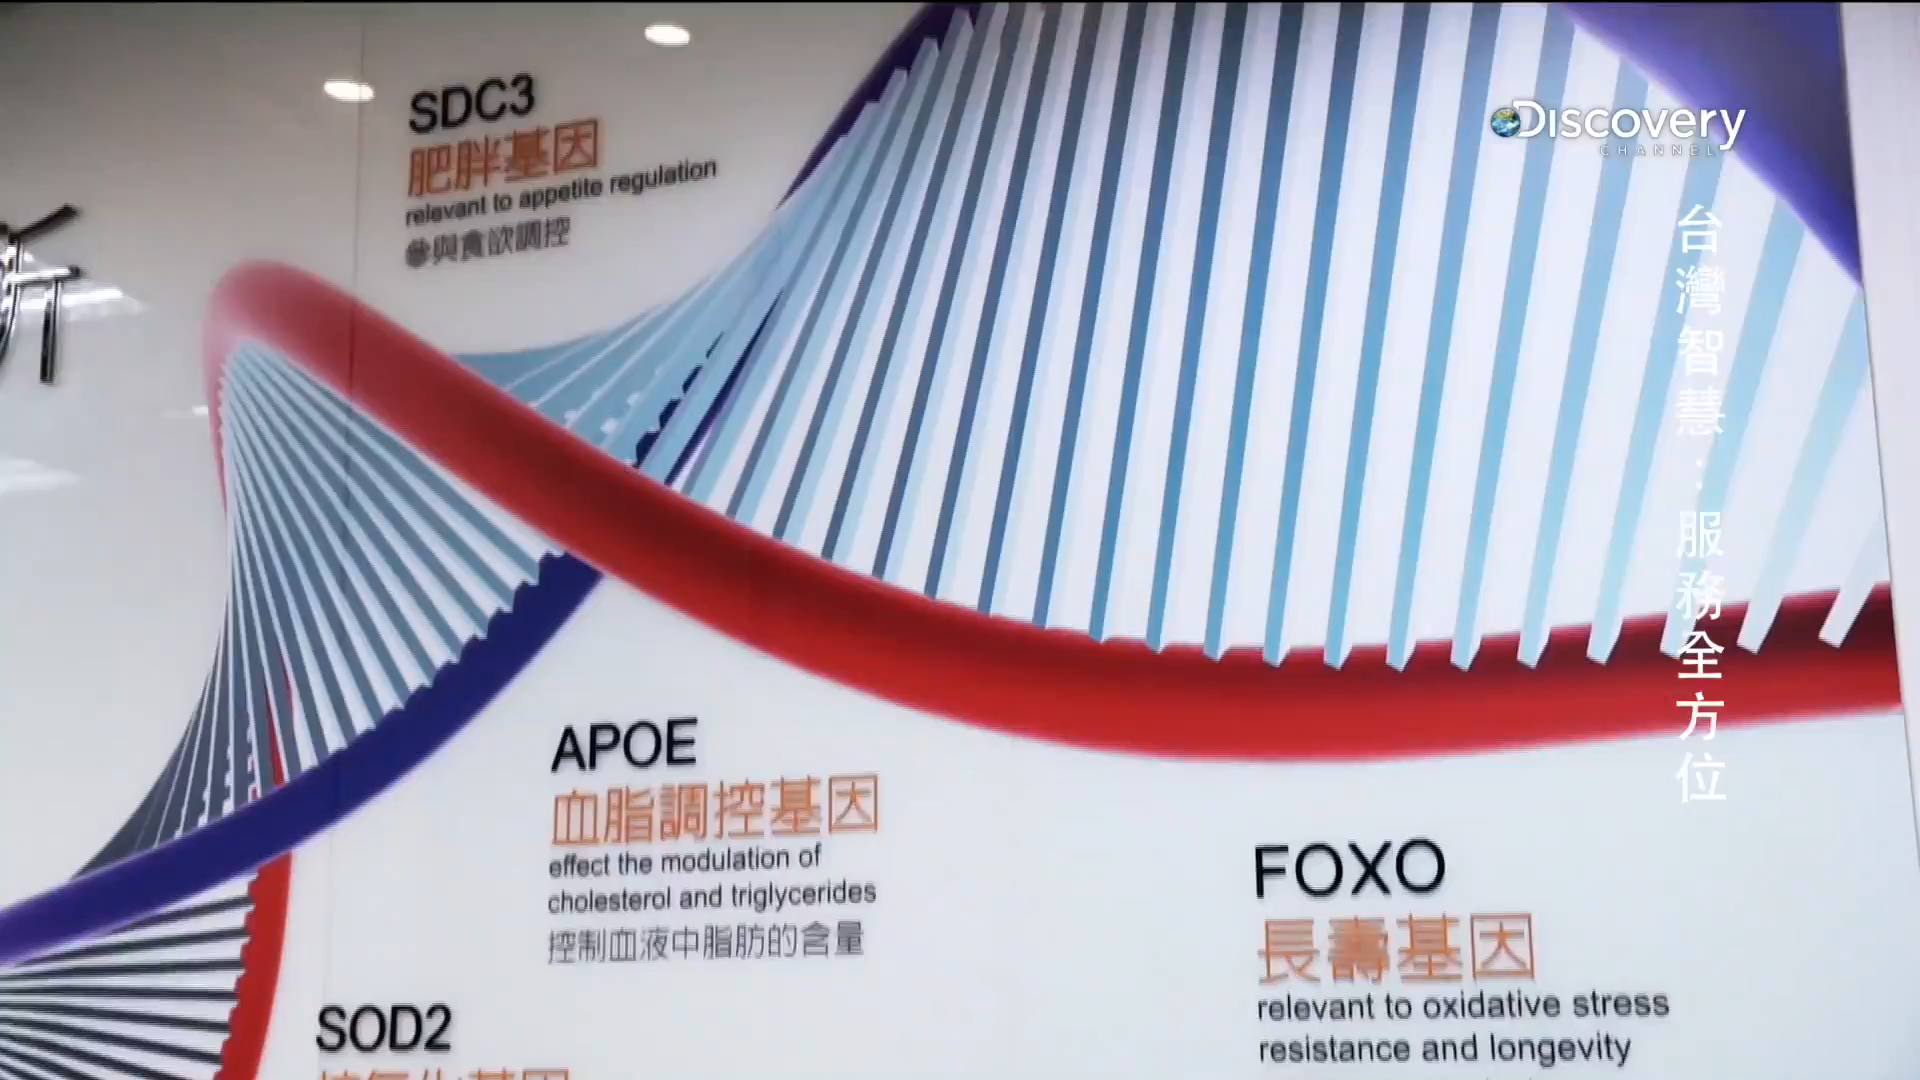 SDC3
肥胖基因
relevant to appetite regulation
參與食欲調控
Discovery
CHANNEL
台灣智慧：服務全方位
APOE
血脂調控基因
effect the modulation of
cholesterol and triglycerides
控制血液中脂肪的含量
FOXO
長壽基因
relevant to oxidative stress
resistance and longevity
SOD2